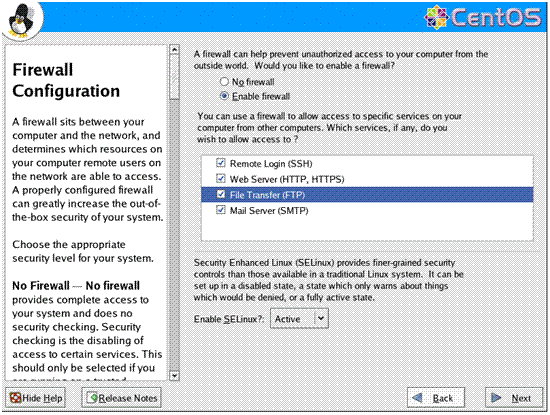 CentOS
Firewall
Configuration
A firewall sits between your
computer and the network, and
determines which resources on
your computer remote users on
the network are able to access.
A properly configured firewall
can greatly increase the out-of-
the-box security of your system.
Choose the appropriate
security level for your system.
No Firewall — No firewall
provides complete access to
your system and does no
security checking. Security
checking is the disabling of
access to certain services. This
should only be selected if you
are running on a trusted
A firewall can help prevent unauthorized access to your computer from the
outside world. Would you like to enable a firewall?
No firewall
Enable firewall
You can use a firewall to allow access to specific services on your
computer from other computers. Which services, if any, do you
wish to allow access to ?
Remote Login (SSH)
Web Server (HTTP, HTTPS)
File Transfer (FTP)
Mail Server (SMTP)
Security Enhanced Linux (SELinux) provides finer-grained security
controls than those available in a traditional Linux system. It can be
set up in a disabled state, a state which only warns about things
which would be denied, or a fully active state.
Enable SELinux?: Active
Hide Help Release Notes Back Next